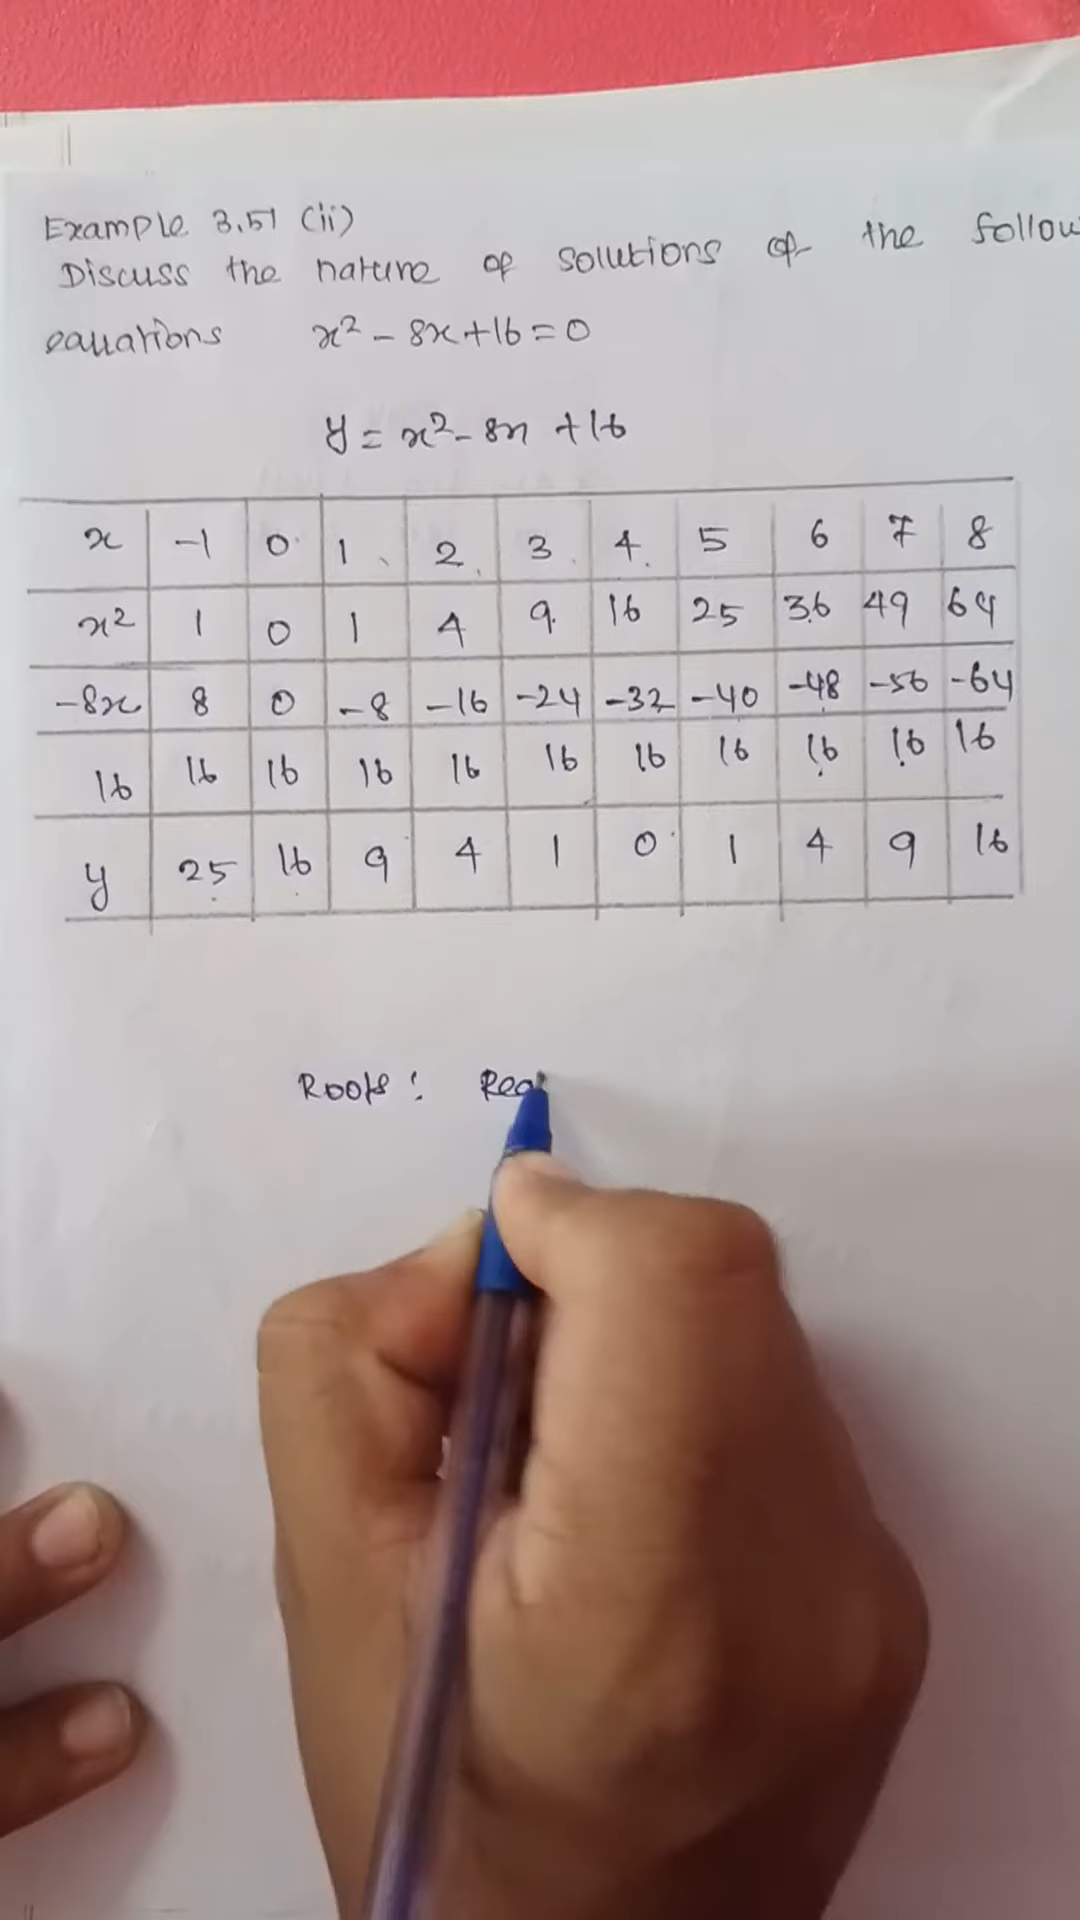 Example 3.51 (ii)
Discuss the nature of solutions of the follow
equations x² - 8x + 16 = 0
y = x² - 8x + 16
x -1 0 1 2 3 4 5 6 7 8
x² 1 0 1 4 9 16 25 36 49 64
-8x 8 0 -8 -16 -24 -32 -40 -48 -56 -64
16 16 16 16 16 16 16 16 16 16 16
y 25 16 9 4 1 0 1 4 9 16
Roots : Rea